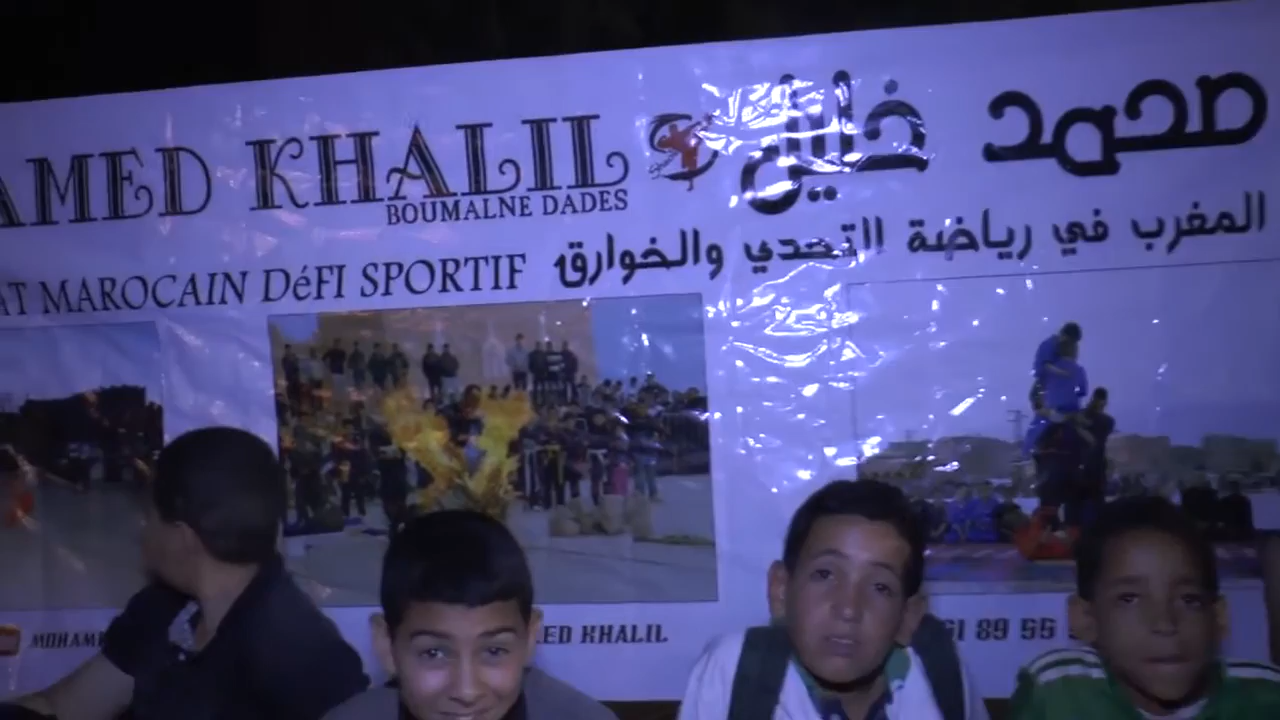 AMED KHALIL
محمد خليل
BOUMALNE DADES
المغرب في رياضة التحدي والخوارق
AT MAROCAIN DéFI SPORTIF
MOHAM
ED KHALIL
61 89 55